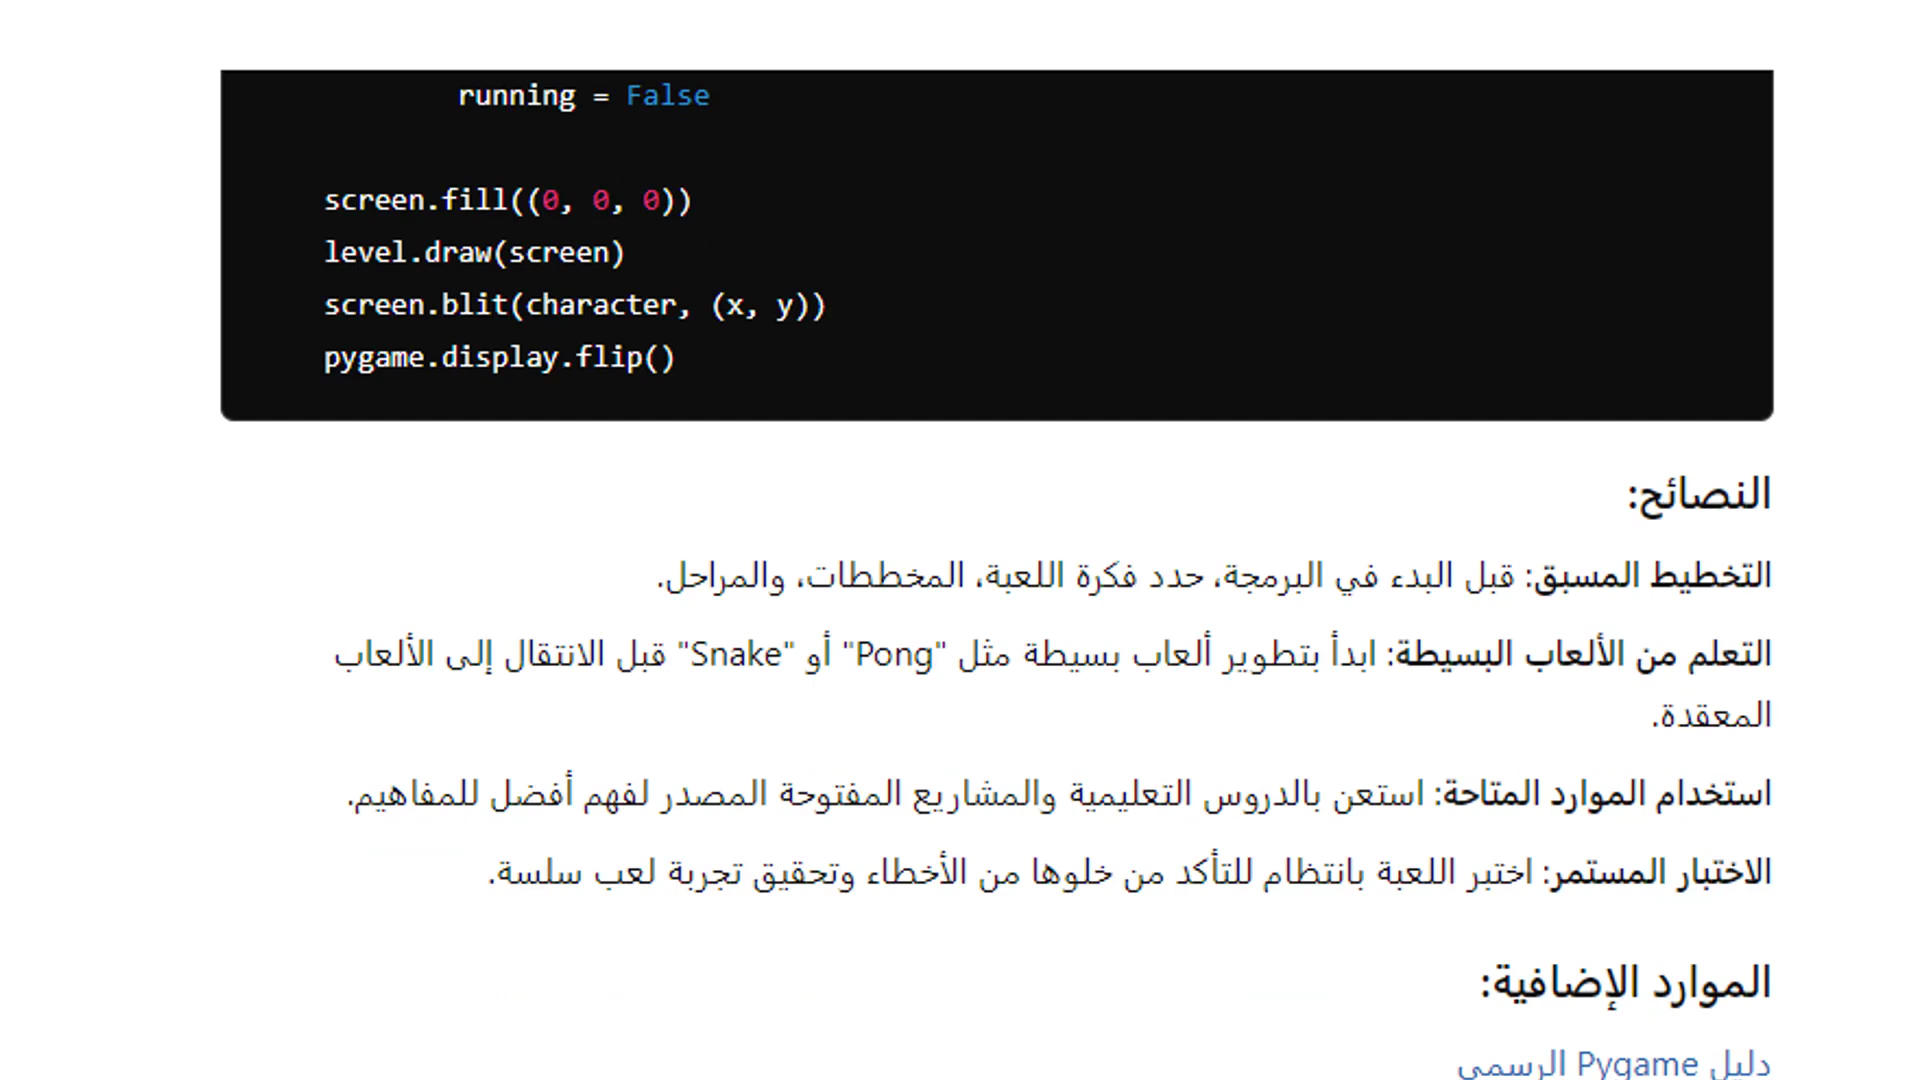 running = False
screen.fill((0, 0, 0))
level.draw(screen)
screen.blit(character, (x, y))
pygame.display.flip()
النصائح:
التخطيط المسبق: قبل البدء في البرمجة، حدد فكرة اللعبة، المخططات، والمراحل.
التعلم من الألعاب البسيطة: ابدأ بتطوير ألعاب بسيطة مثل "Pong" أو "Snake" قبل الانتقال إلى الألعاب
المعقدة.
استخدام الموارد المتاحة: استعن بالدروس التعليمية والمشاريع المفتوحة المصدر لفهم أفضل للمفاهيم.
الاختبار المستمر: اختبر اللعبة بانتظام للتأكد من خلوها من الأخطاء وتحقيق تجربة لعب سلسة.
الموارد الإضافية:
دليل Pygame الرسمي